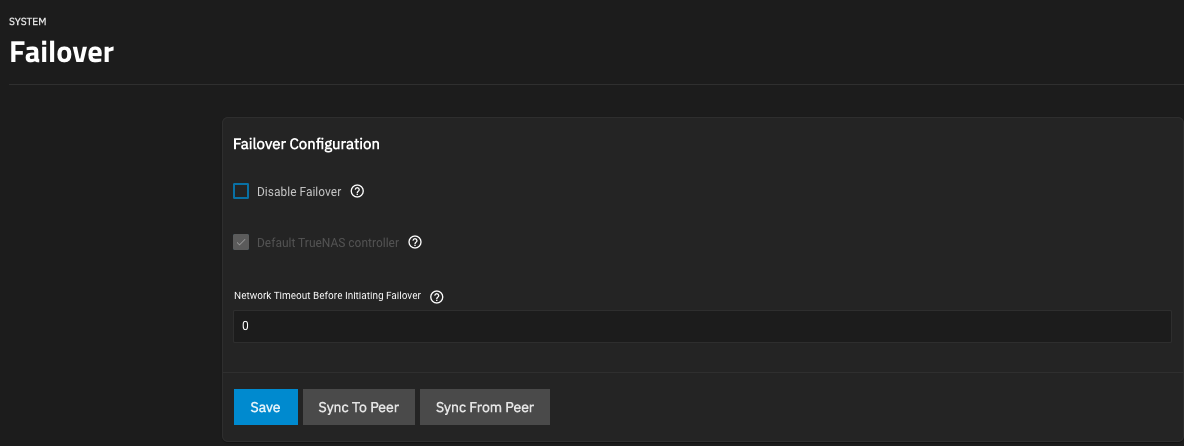 SYSTEM
Failover
Failover Configuration
Disable Failover
Default TrueNAS controller
Network Timeout Before Initiating Failover
0
Save Sync To Peer Sync From Peer